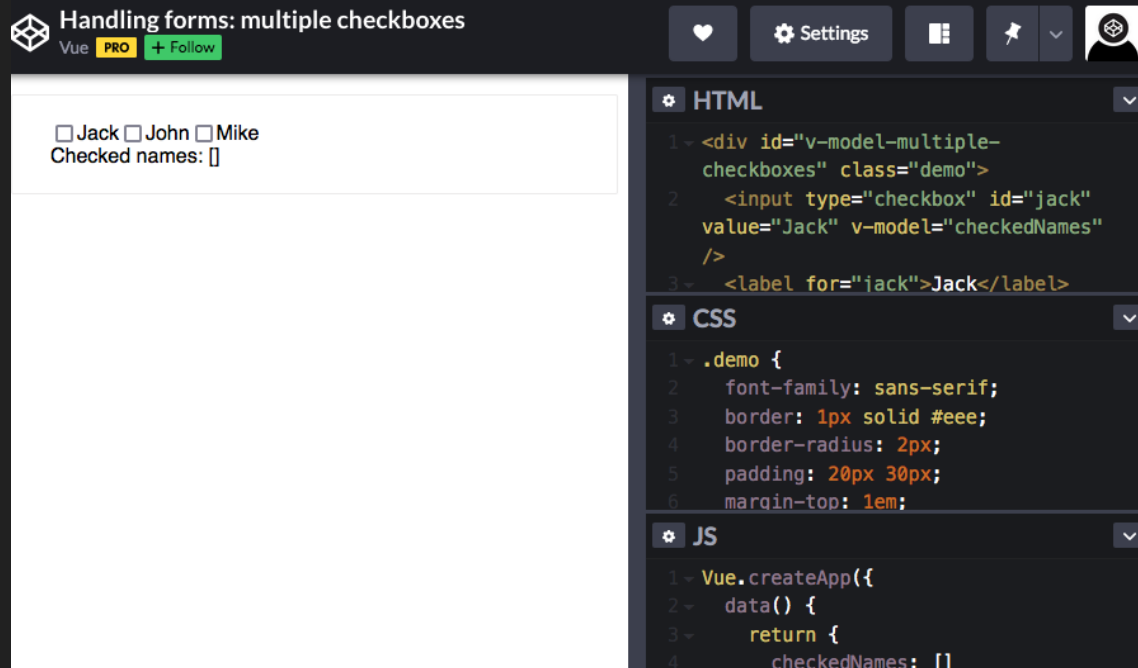 Handling forms: multiple checkboxes
Vue PRO + Follow
Settings
Jack John Mike
Checked names: []
HTML
1 <div id="v-model-multiple-
checkboxes" class="demo">
2 <input type="checkbox" id="jack"
value="Jack" v-model="checkedNames"
/>
3 <label for="jack">Jack</label>
CSS
1 .demo {
2 font-family: sans-serif;
3 border: 1px solid #eee;
4 border-radius: 2px;
5 padding: 20px 30px;
6 margin-top: 1em;
JS
1 Vue.createApp({
2 data() {
3 return {
4 checkedNames: []